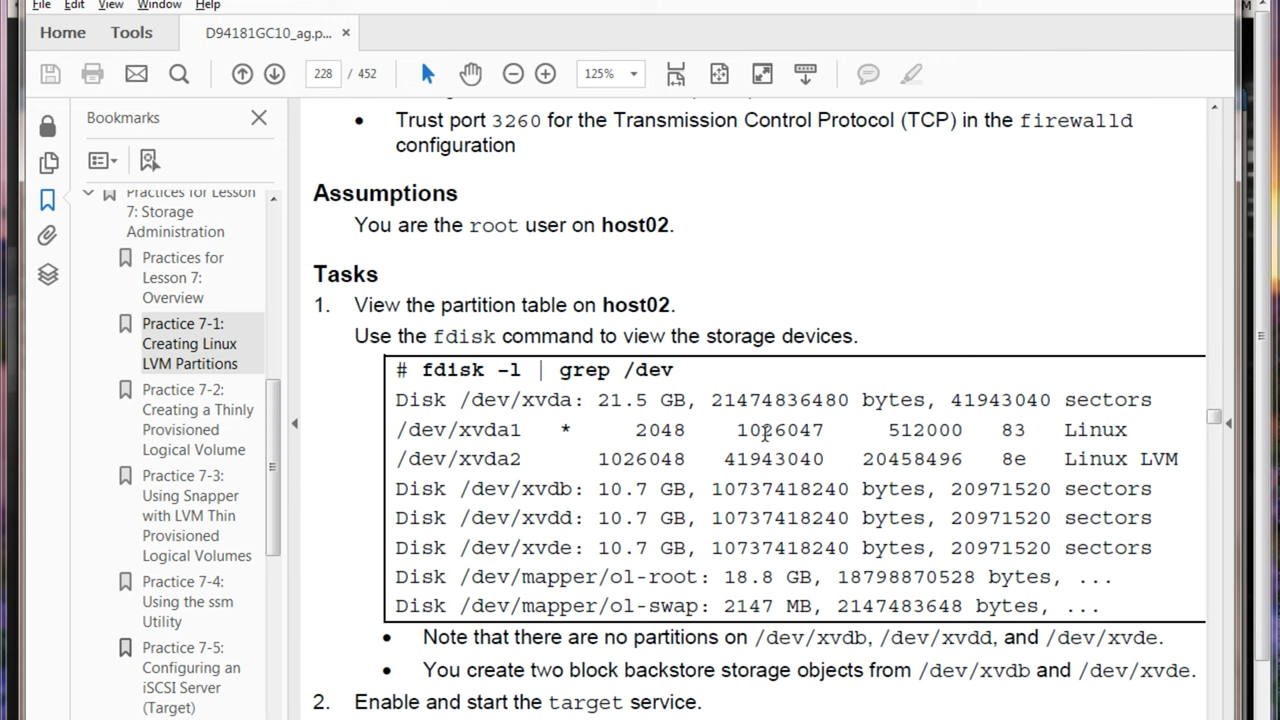 File Edit View Window Help
M
Home Tools D94181GC10_ag.p... ×
228 / 452 125%
Bookmarks
Practices for Lesson
7: Storage
Administration
Practices for
Lesson 7:
Overview
Practice 7-1:
Creating Linux
LVM Partitions
Practice 7-2:
Creating a Thinly
Provisioned
Logical Volume
Practice 7-3:
Using Snapper
with LVM Thin
Provisioned
Logical Volumes
Practice 7-4:
Using the ssm
Utility
Practice 7-5:
Configuring an
iSCSI Server
(Target)
• Trust port 3260 for the Transmission Control Protocol (TCP) in the firewalld
configuration
Assumptions
You are the root user on host02.
Tasks
1. View the partition table on host02.
Use the fdisk command to view the storage devices.
# fdisk -l | grep /dev
Disk /dev/xvda: 21.5 GB, 21474836480 bytes, 41943040 sectors
/dev/xvda1 * 2048 1026047 512000 83 Linux
/dev/xvda2 1026048 41943040 20458496 8e Linux LVM
Disk /dev/xvdb: 10.7 GB, 10737418240 bytes, 20971520 sectors
Disk /dev/xvdd: 10.7 GB, 10737418240 bytes, 20971520 sectors
Disk /dev/xvde: 10.7 GB, 10737418240 bytes, 20971520 sectors
Disk /dev/mapper/ol-root: 18.8 GB, 18798870528 bytes, ...
Disk /dev/mapper/ol-swap: 2147 MB, 2147483648 bytes, ...
• Note that there are no partitions on /dev/xvdb, /dev/xvdd, and /dev/xvde.
• You create two block backstore storage objects from /dev/xvdb and /dev/xvde.
2. Enable and start the target service.